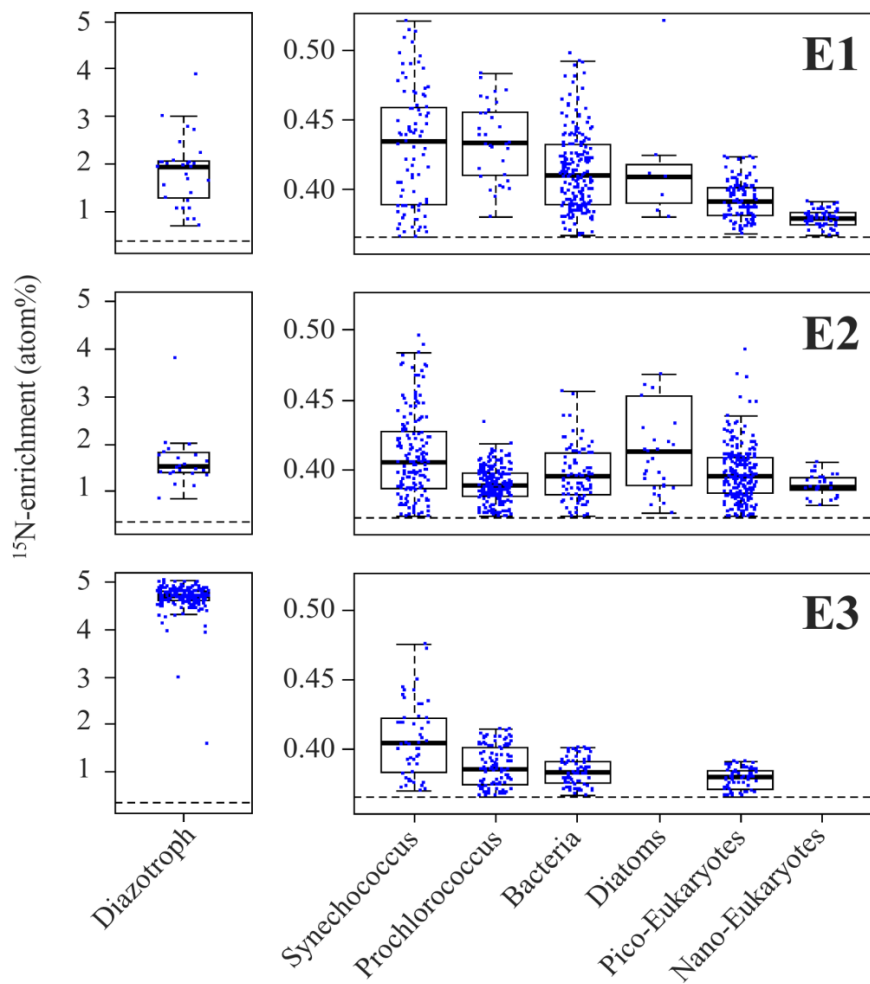 ¹⁵N-enrichment (atom%)
5
4
3
2
1
0.50
0.45
0.40
E1
5
4
3
2
1
0.50
0.45
0.40
E2
5
4
3
2
1
0.50
0.45
0.40
E3
Diazotroph
Synechococcus
Prochlorococcus
Bacteria
Diatoms
Pico-Eukaryotes
Nano-Eukaryotes